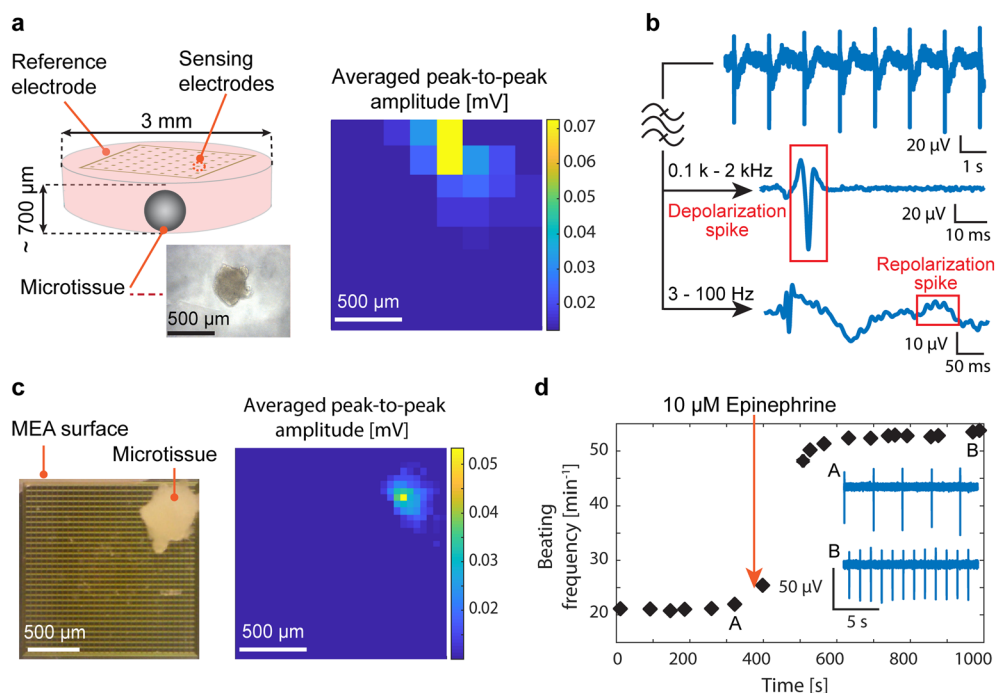 a
Reference
electrode
Sensing
electrodes
3 mm
~ 700 µm
Microtissue
500 µm
Averaged peak-to-peak
amplitude [mV]
0.07
0.06
0.05
0.04
0.03
0.02
500 µm
b
20 µV
1 s
0.1 k - 2 kHz
Depolarization
spike
20 µV
10 ms
Repolarization
spike
3 - 100 Hz
10 µV
50 ms
c
MEA surface
Microtissue
500 µm
Averaged peak-to-peak
amplitude [mV]
0.05
0.04
0.03
0.02
500 µm
d
10 µM Epinephrine
Beating
frequency [min⁻¹]
50
40
30
20
A
B
A
B
50 µV
5 s
0
200
400
600
800
1000
Time [s]